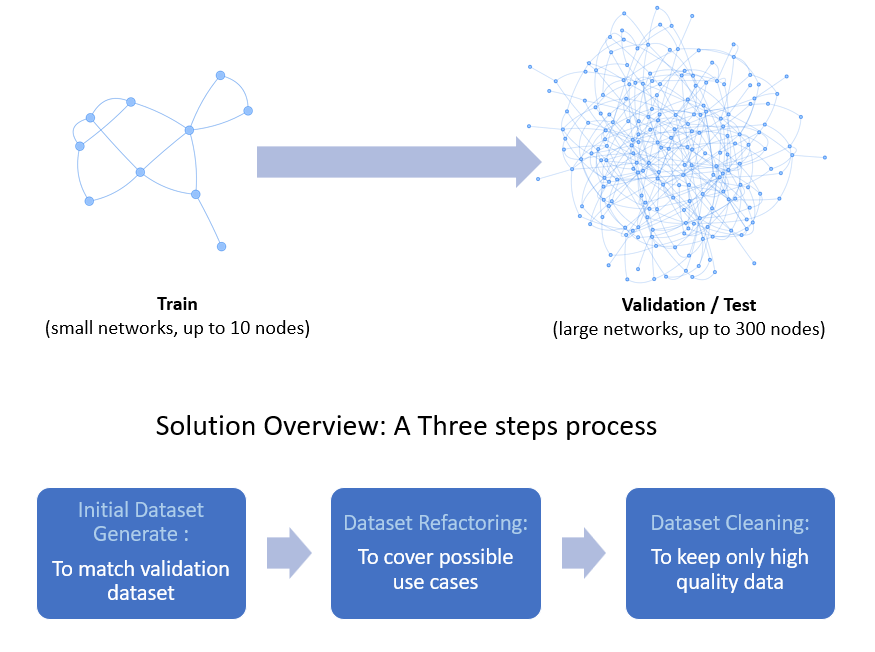 Train
(small networks, up to 10 nodes)
Validation / Test
(large networks, up to 300 nodes)
Solution Overview: A Three steps process
Initial Dataset
Generate :
To match validation
dataset
Dataset Refactoring:
To cover possible
use cases
Dataset Cleaning:
To keep only high
quality data